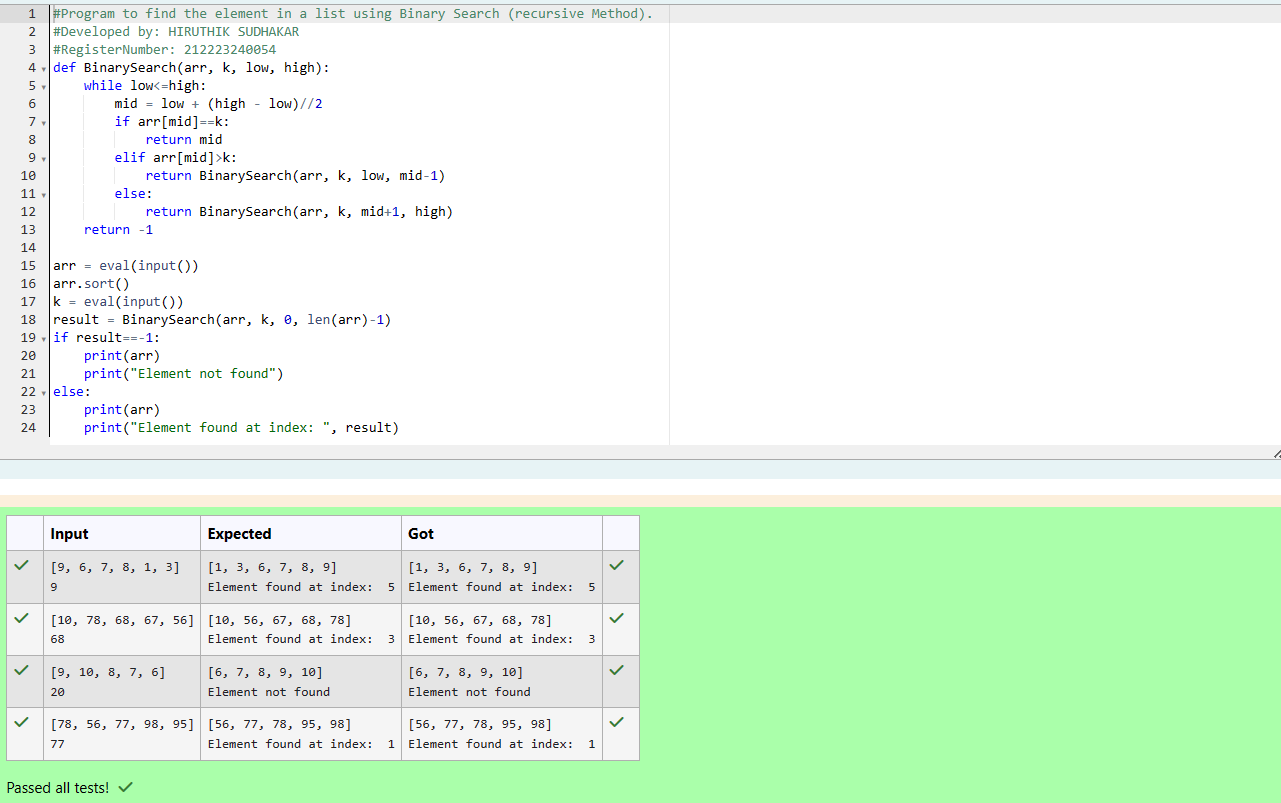 1 #Program to find the element in a list using Binary Search (recursive Method).
2 #Developed by: HIRUTHIK SUDHAKAR
3 #RegisterNumber: 212223240054
4 def BinarySearch(arr, k, low, high):
5     while low<=high:
6         mid = low + (high - low)//2
7         if arr[mid]==k:
8             return mid
9         elif arr[mid]>k:
10             return BinarySearch(arr, k, low, mid-1)
11         else:
12             return BinarySearch(arr, k, mid+1, high)
13     return -1
14
15 arr = eval(input())
16 arr.sort()
17 k = eval(input())
18 result = BinarySearch(arr, k, 0, len(arr)-1)
19 if result==-1:
20     print(arr)
21     print("Element not found")
22 else:
23     print(arr)
24     print("Element found at index: ", result)
Input Expected Got
[9, 6, 7, 8, 1, 3] [1, 3, 6, 7, 8, 9] [1, 3, 6, 7, 8, 9]
9 Element found at index:  5 Element found at index:  5
[10, 78, 68, 67, 56] [10, 56, 67, 68, 78] [10, 56, 67, 68, 78]
68 Element found at index:  3 Element found at index:  3
[9, 10, 8, 7, 6] [6, 7, 8, 9, 10] [6, 7, 8, 9, 10]
20 Element not found Element not found
[78, 56, 77, 98, 95] [56, 77, 78, 95, 98] [56, 77, 78, 95, 98]
77 Element found at index:  1 Element found at index:  1
Passed all tests!